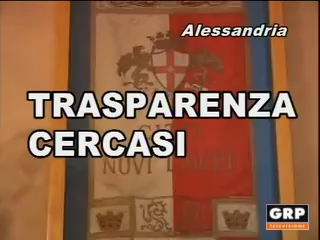 Alessandria
TRASPARENZA
CERCASI
NOVI
GRP
TELEVISIONE